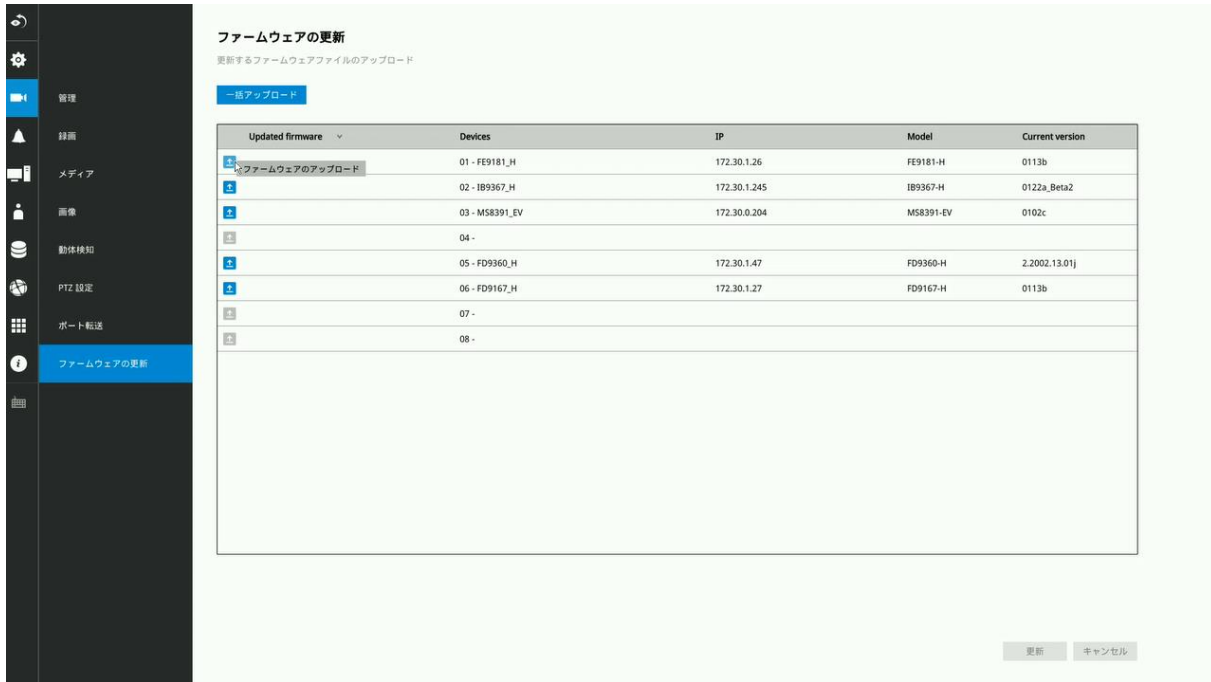 ファームウェアの更新
更新するファームウェアファイルのアップロード
一括アップロード
管理
録画
メディア
画像
動体検知
PTZ 設定
ポート転送
ファームウェアの更新
Updated firmware Devices IP Model Current version
ファームウェアのアップロード
01 - FE9181_H 172.30.1.26 FE9181-H 0113b
02 - IB9367_H 172.30.1.245 IB9367-H 0122a_Beta2
03 - MS8391_EV 172.30.0.204 MS8391-EV 0102c
04 -
05 - FD9360_H 172.30.1.47 FD9360-H 2.2002.13.01j
06 - FD9167_H 172.30.1.27 FD9167-H 0113b
07 -
08 -
更新 キャンセル